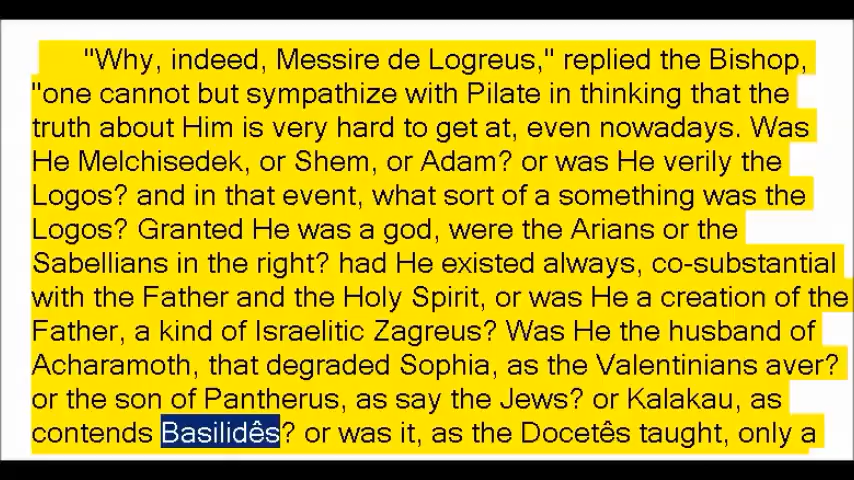 "Why, indeed, Messire de Logreus," replied the Bishop,
"one cannot but sympathize with Pilate in thinking that the
truth about Him is very hard to get at, even nowadays. Was
He Melchisedek, or Shem, or Adam? or was He verily the
Logos? and in that event, what sort of a something was the
Logos? Granted He was a god, were the Arians or the
Sabellians in the right? had He existed always, co-substantial
with the Father and the Holy Spirit, or was He a creation of the
Father, a kind of Israelitic Zagreus? Was He the husband of
Acharamoth, that degraded Sophia, as the Valentinians aver?
or the son of Pantherus, as say the Jews? or Kalakau, as
contends Basilidês? or was it, as the Docetês taught, only a